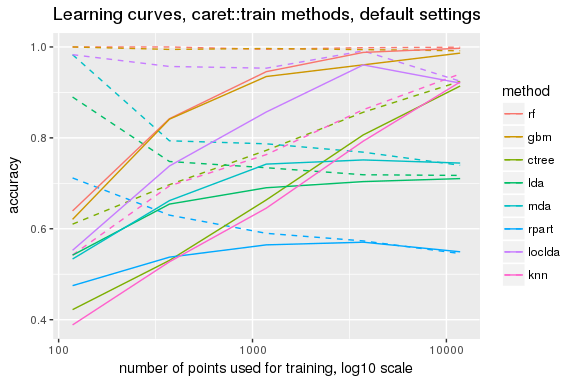 Learning curves, caret::train methods, default settings
1.0
0.8
0.6
0.4
accuracy
100
1000
10000
number of points used for training, log10 scale
method
rf
gbm
ctree
lda
mda
rpart
loclda
knn